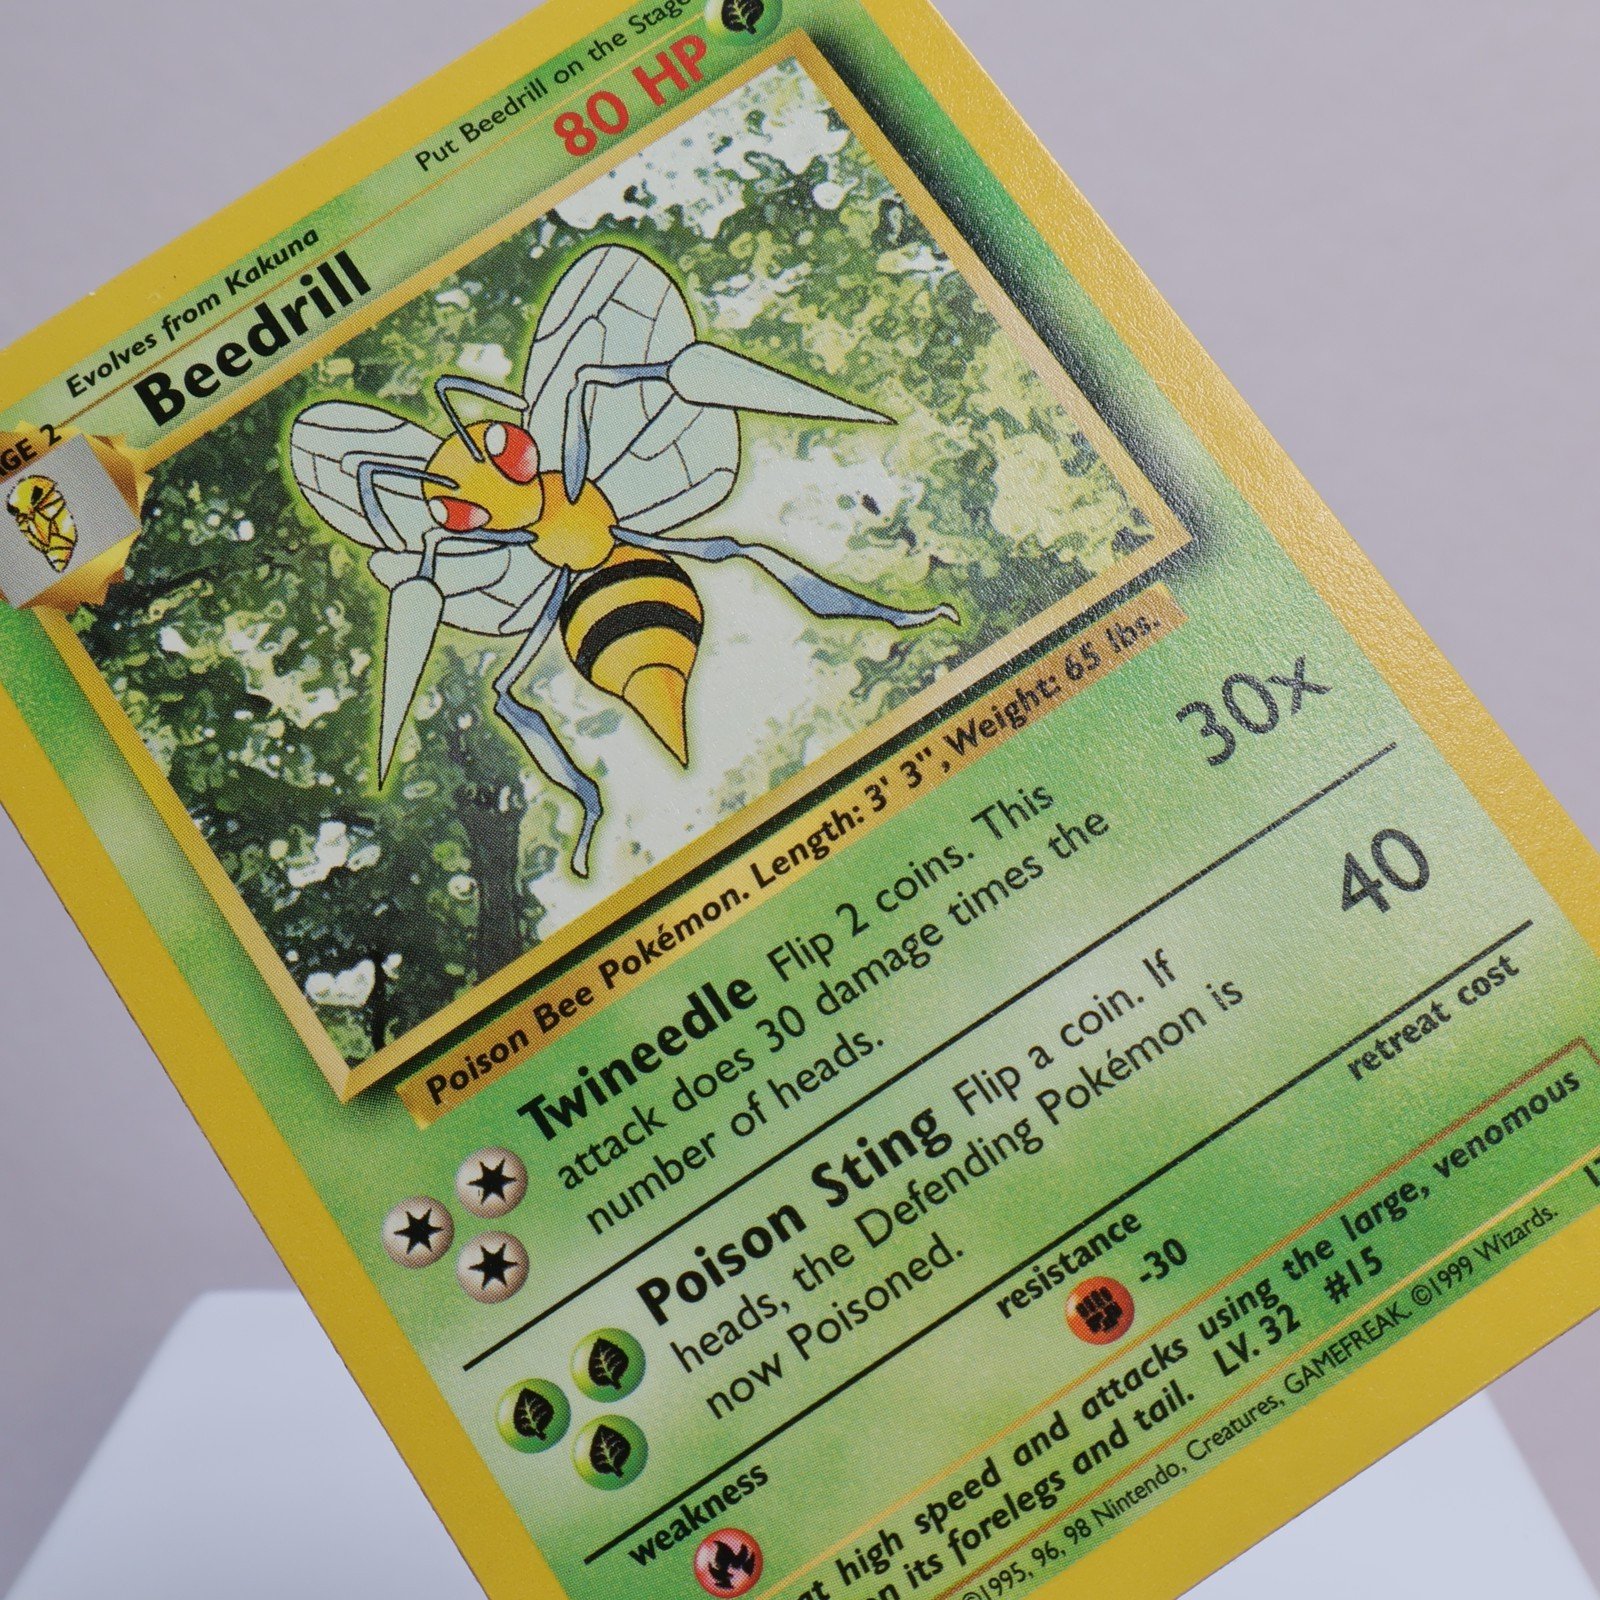 Evolves from Kakuna
Put Beedrill on the Stage
Beedrill
80 HP
AGE 2
Poison Bee Pokémon. Length: 3' 3", Weight: 65 lbs.
Twineedle Flip 2 coins. This
attack does 30 damage times the
number of heads.
30x
Poison Sting Flip a coin. If
heads, the Defending Pokémon is
now Poisoned.
40
weakness
resistance
retreat cost
-30
at high speed and attacks using the large, venomous
on its forelegs and tail. LV. 32 #15
©1995, 96, 98 Nintendo, Creatures, GAMEFREAK. ©1999 Wizards.